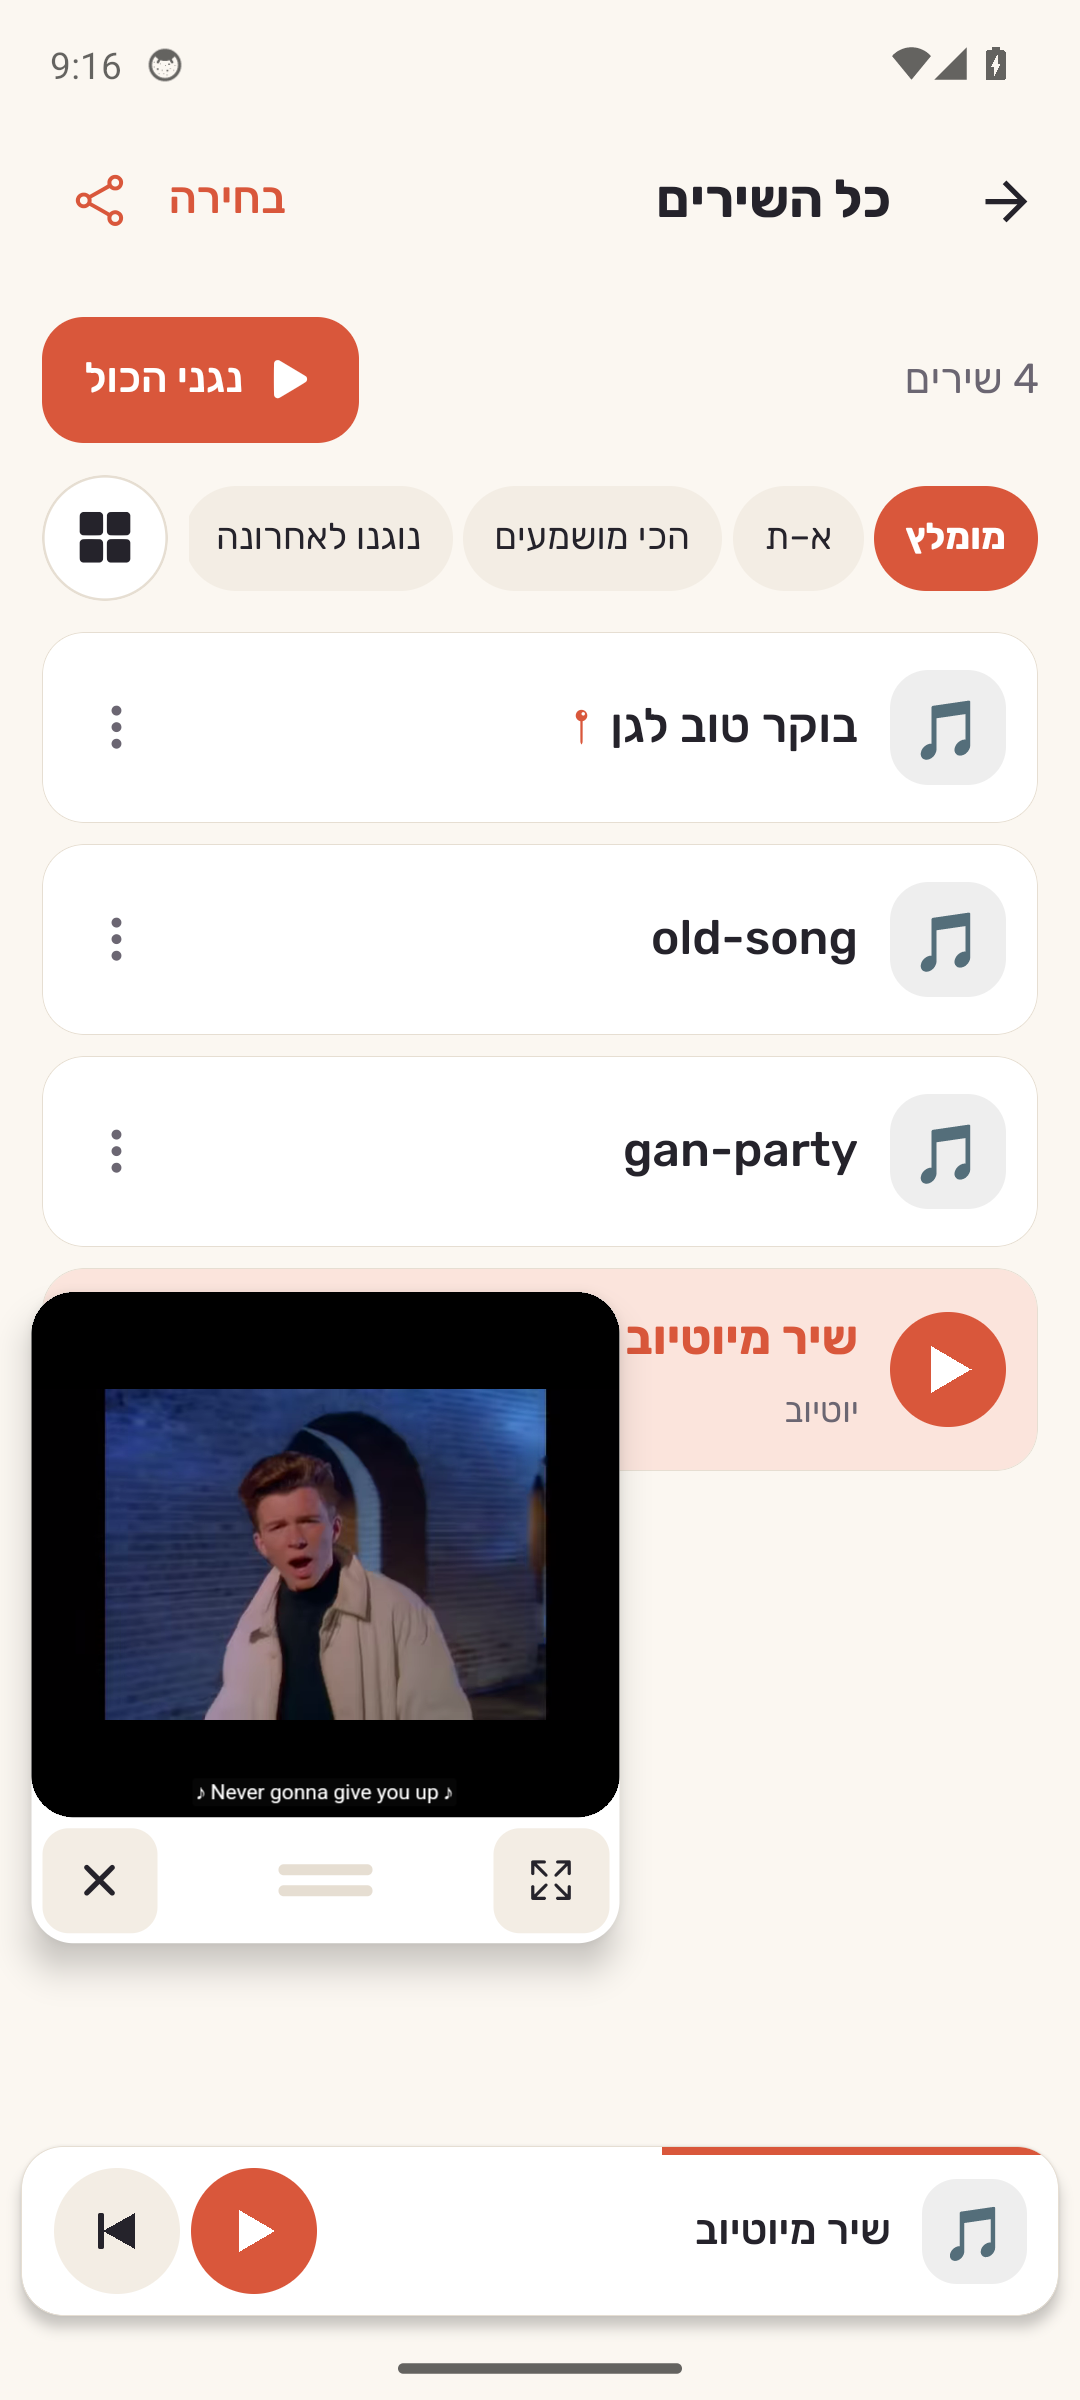 9:16
כל השירים
בחירה
4 שירים
נגני הכול
מומלץ
א–ת
הכי מושמעים
נוגנו לאחרונה
בוקר טוב לגן
old-song
gan-party
שיר מיוטיוב
יוטיוב
♪ Never gonna give you up ♪
שיר מיוטיוב